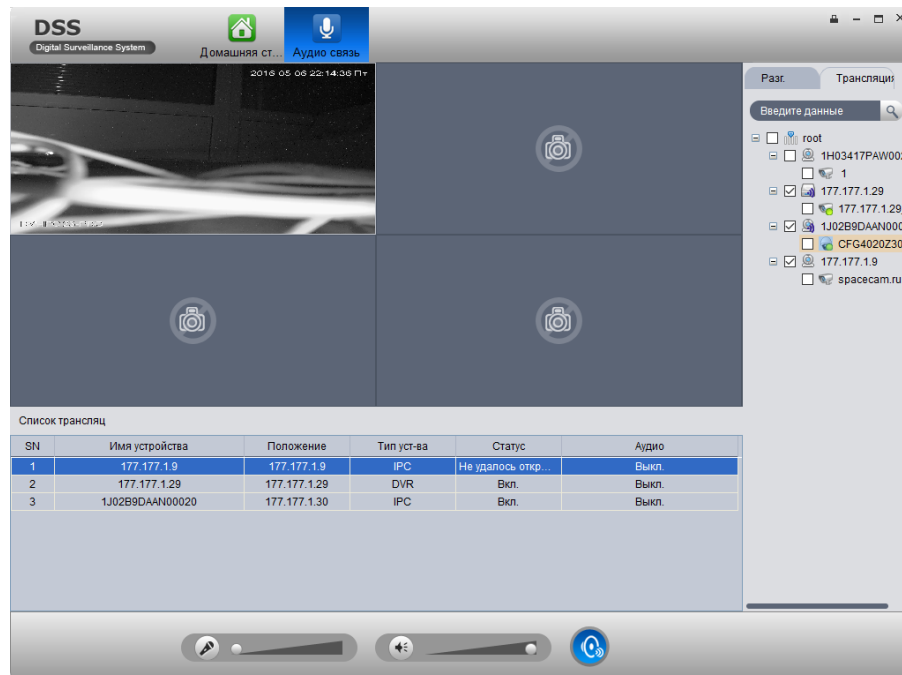 DSS
Digital Surveillance System
Домашняя ст...
Аудио связь
2016 05 06 22:14:36 Пт
Разг.
Трансляция
Введите данные
root
1H03417PAW00
1
177.177.1.29
177.177.1.29
1J02B9DAAN000
CFG4020Z30
177.177.1.9
spacecam.ru
Список трансляц
SN Имя устройства Положение Тип уст-ва Статус Аудио
1 177.177.1.9 177.177.1.9 IPC Не удалось откр... Выкл.
2 177.177.1.29 177.177.1.29 DVR Вкл. Выкл.
3 1J02B9DAAN00020 177.177.1.30 IPC Вкл. Выкл.